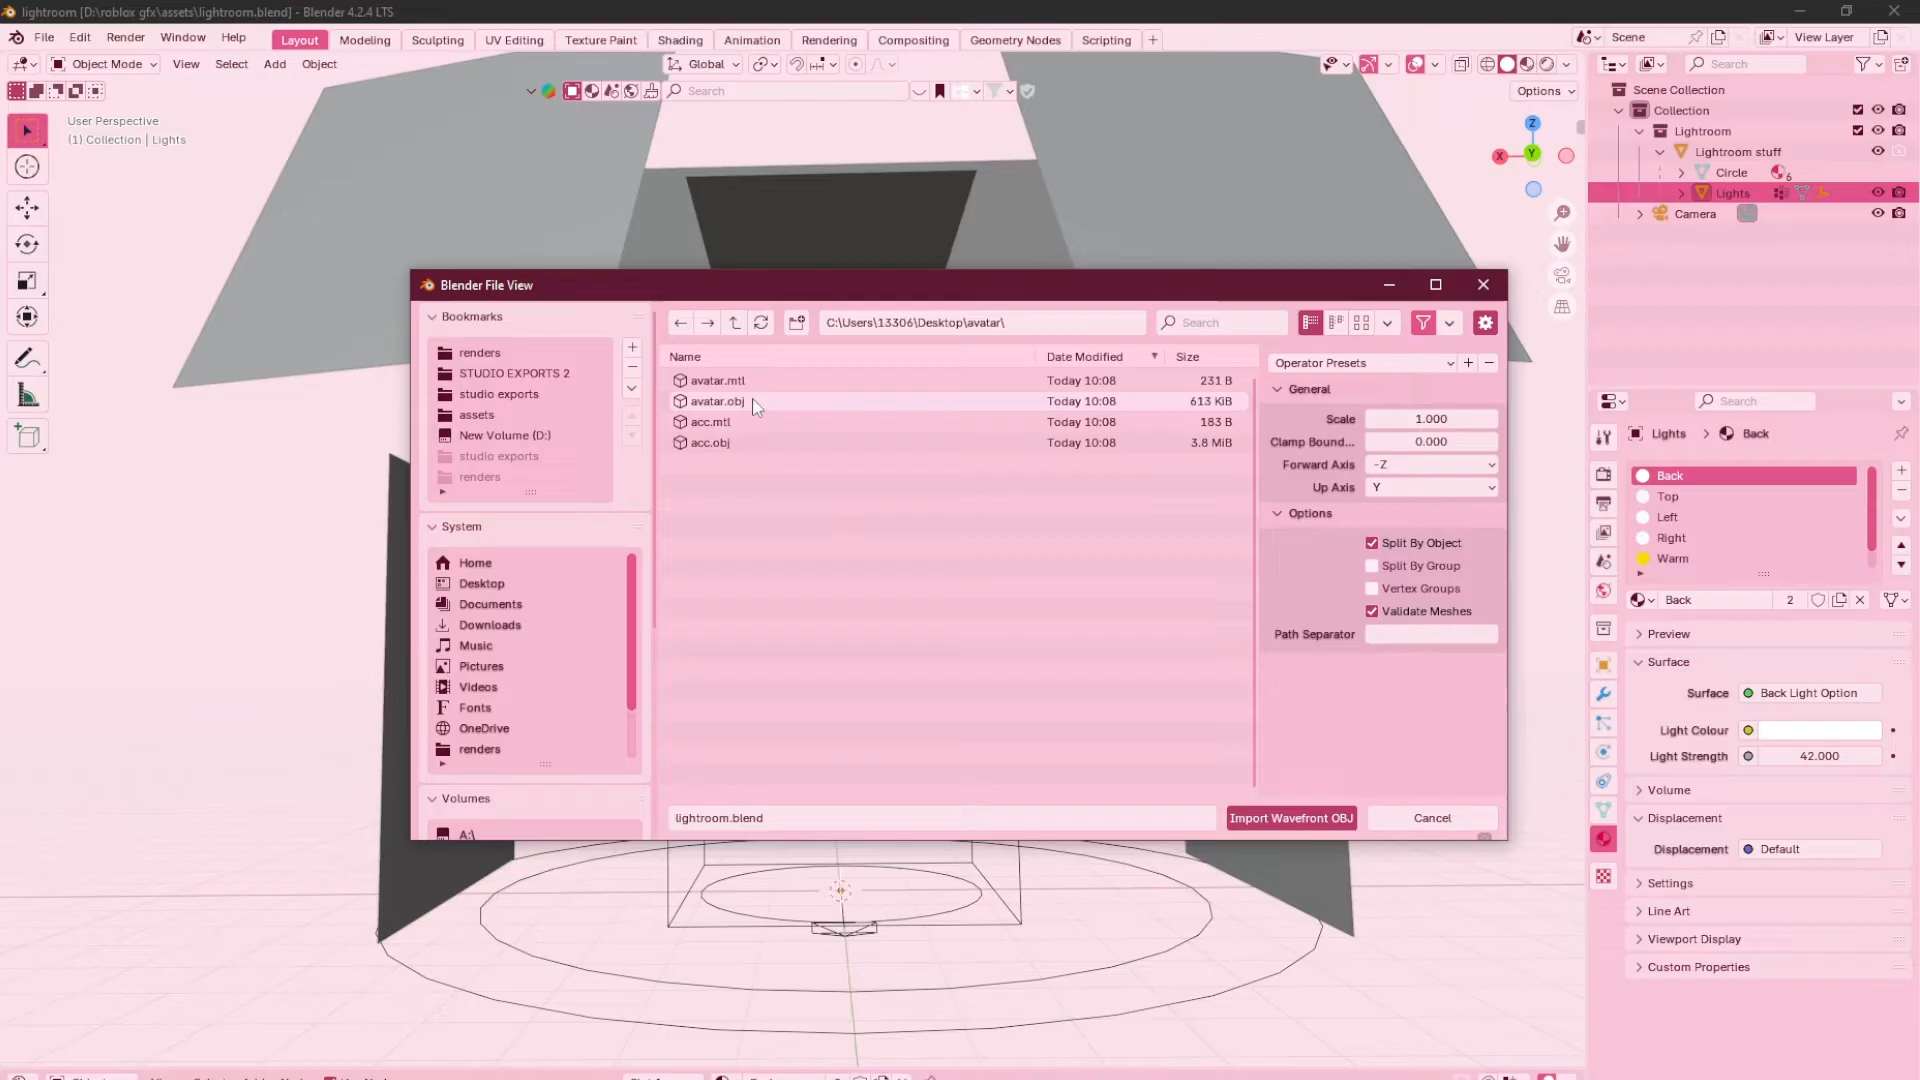 lightroom [D:\roblox gfx\assets\lightroom.blend] - Blender 4.2.4 LTS
File Edit Render Window Help Layout Modeling Sculpting UV Editing Texture Paint Shading Animation Rendering Compositing Geometry Nodes Scripting + Scene View Layer
Object Mode View Select Add Object Global Search
Search Options
User Perspective
(1) Collection | Lights
Z
X Y
Scene Collection
Collection
Lightroom
Lightroom stuff
Circle 6
Lights
Camera
Blender File View
Bookmarks
renders
STUDIO EXPORTS 2
studio exports
assets
New Volume (D:)
studio exports
renders
System
Home
Desktop
Documents
Downloads
Music
Pictures
Videos
Fonts
OneDrive
renders
Volumes
A:\
C:\Users\13306\Desktop\avatar\ Search
Name Date Modified Size
avatar.mtl Today 10:08 231 B
avatar.obj Today 10:08 613 KiB
acc.mtl Today 10:08 183 B
acc.obj Today 10:08 3.8 MiB
Operator Presets
General
Scale 1.000
Clamp Bound... 0.000
Forward Axis -Z
Up Axis Y
Options
Split By Object
Split By Group
Vertex Groups
Validate Meshes
Path Separator
lightroom.blend Import Wavefront OBJ Cancel
Search
Lights > Back
Back
Top
Left
Right
Warm
Back 2
Preview
Surface
Surface Back Light Option
Light Colour
Light Strength 42.000
Volume
Displacement
Displacement Default
Settings
Line Art
Viewport Display
Custom Properties